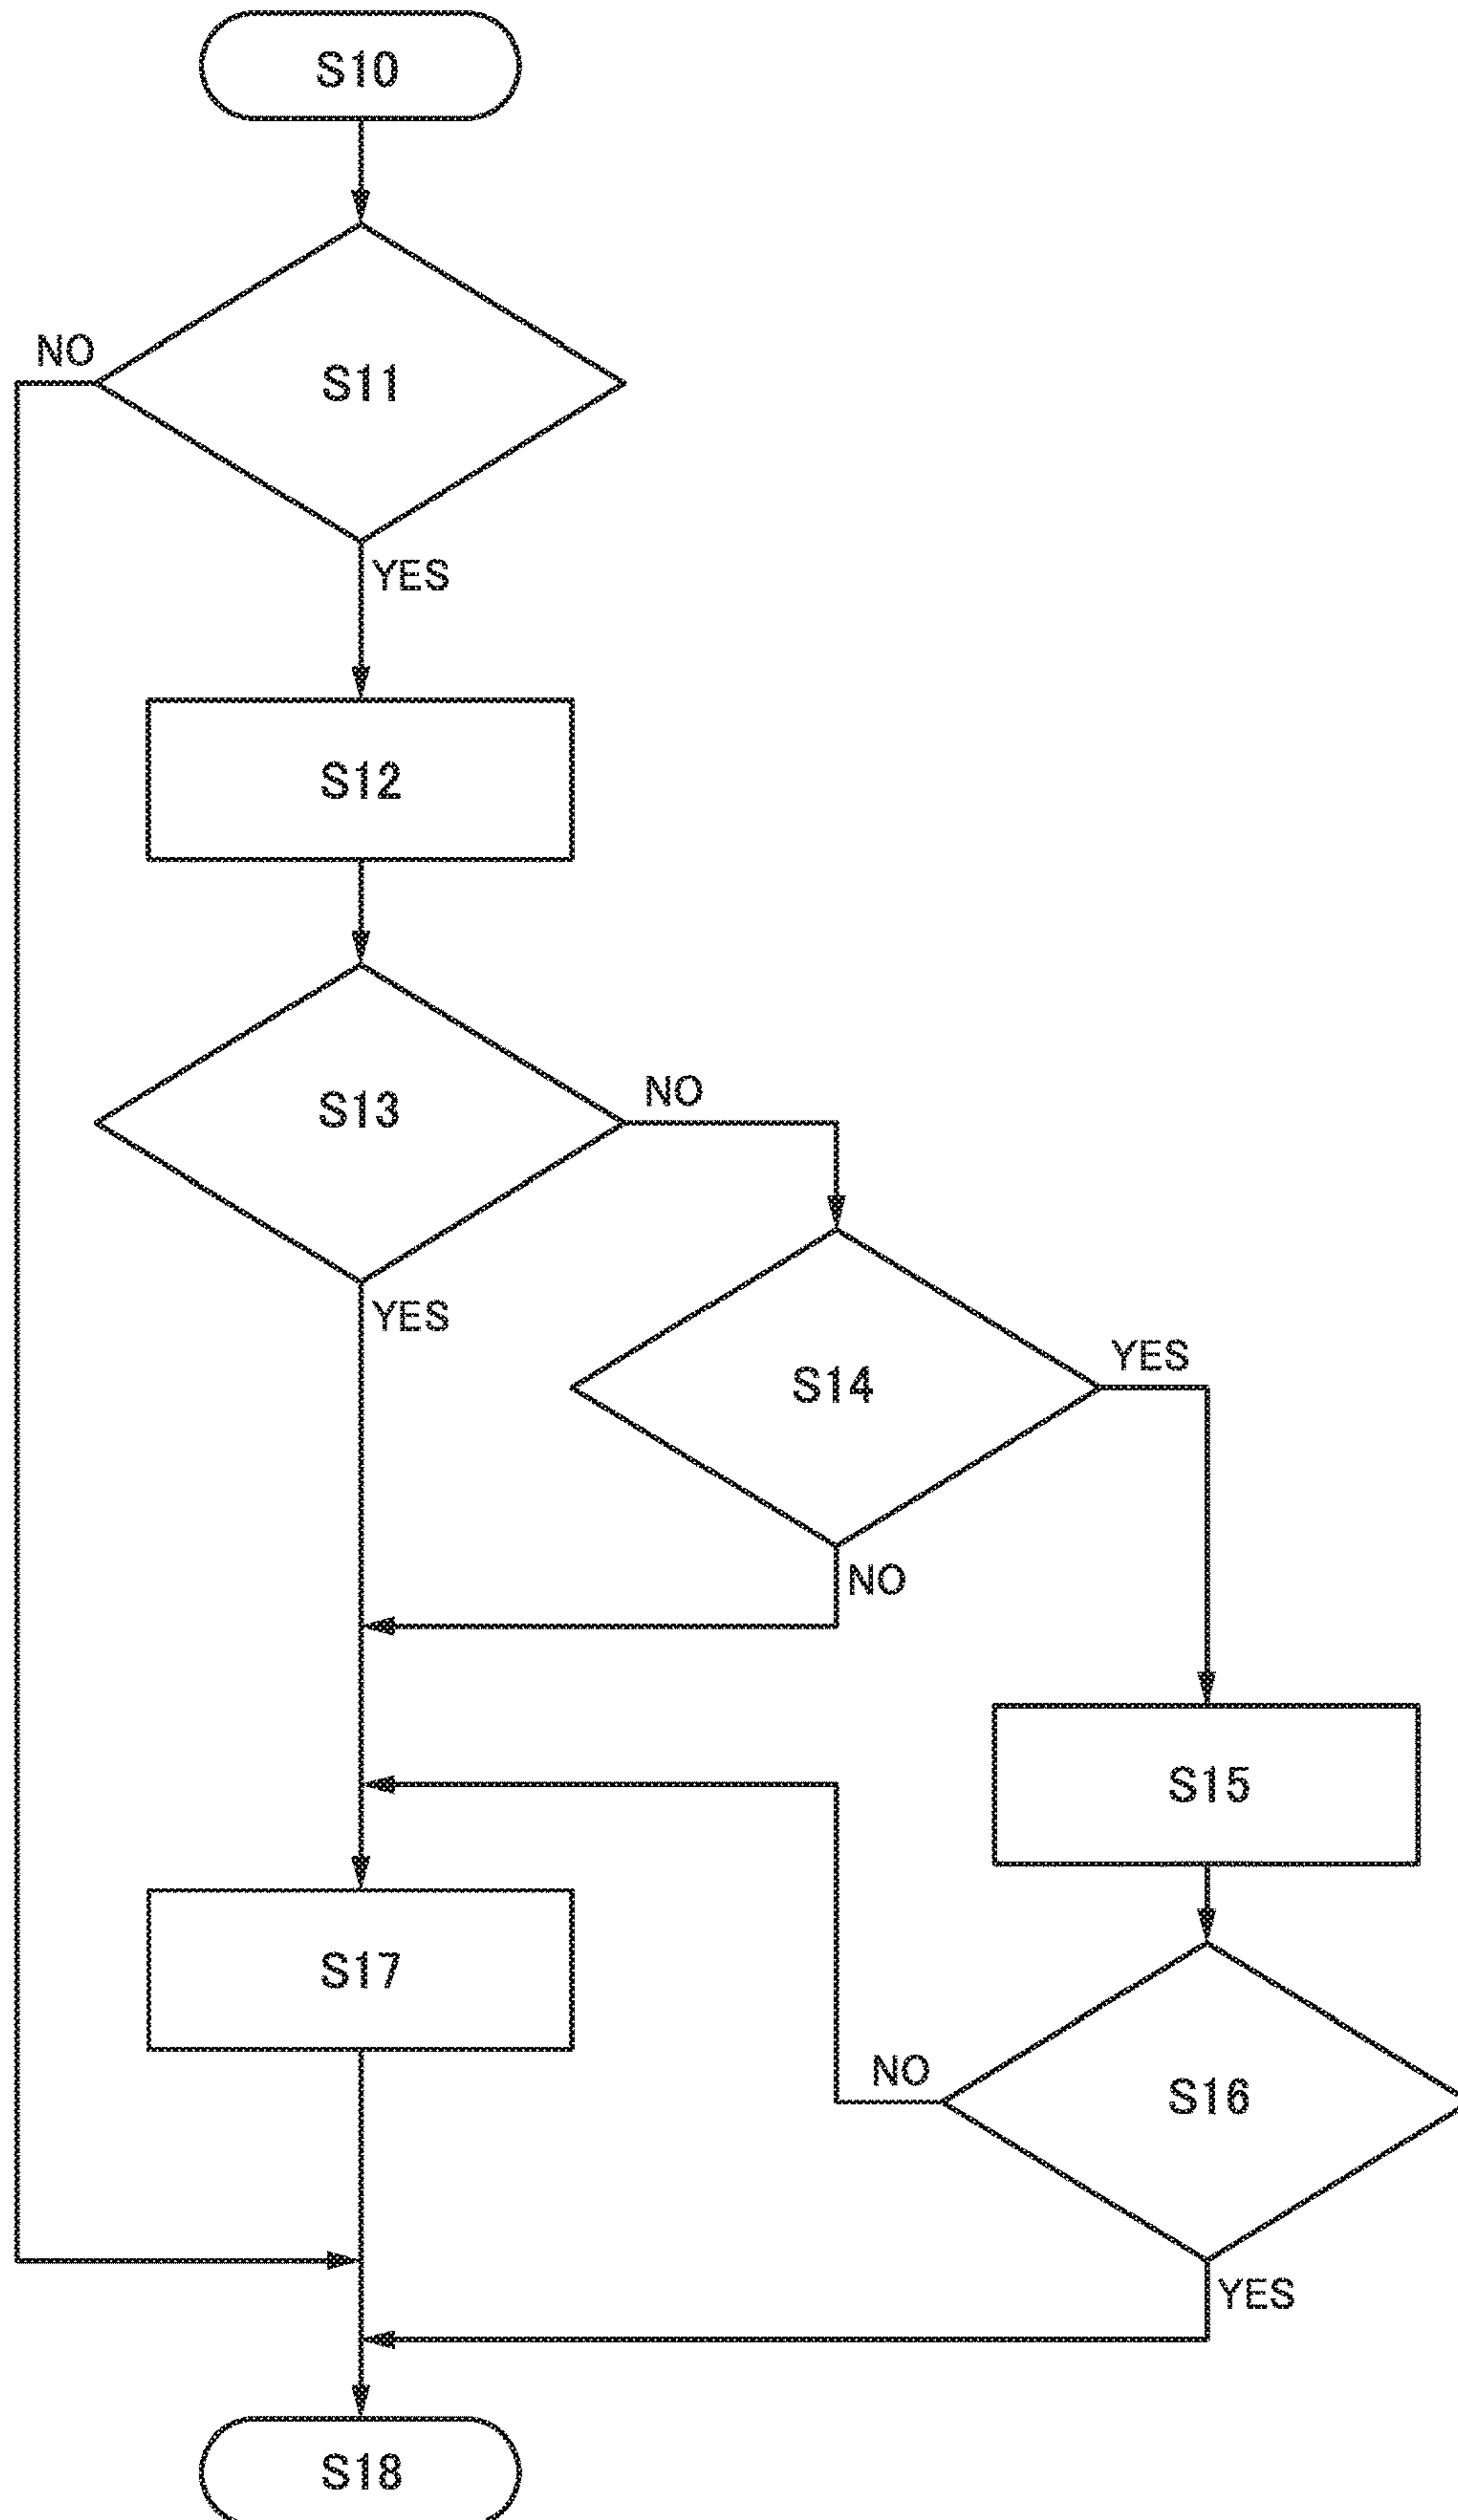 S10
NO
S11
YES
S12
S13
NO
YES
S14
YES
NO
S15
S17
NO
S16
YES
S18